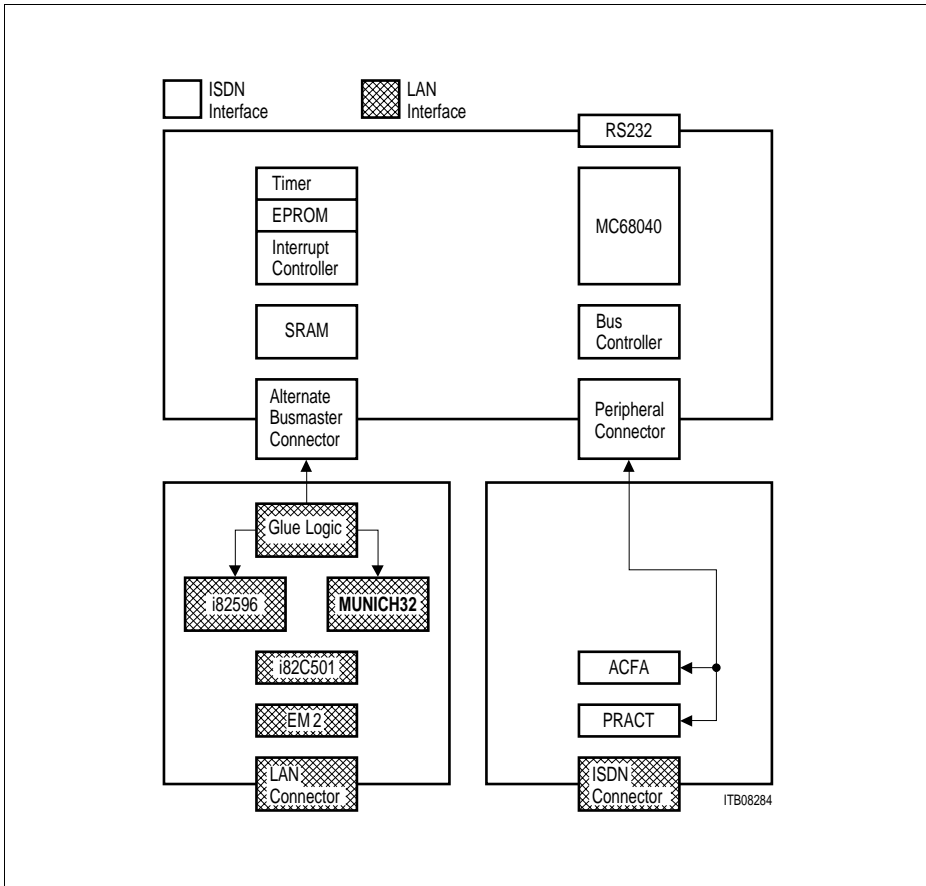 ISDN
Interface
LAN
Interface
RS232
Timer
EPROM
Interrupt
Controller
MC68040
SRAM
Bus
Controller
Alternate
Busmaster
Connector
Peripheral
Connector
Glue Logic
i82596
MUNICH32
i82C501
ACFA
EM 2
PRACT
LAN
Connector
ISDN
Connector
ITB08284